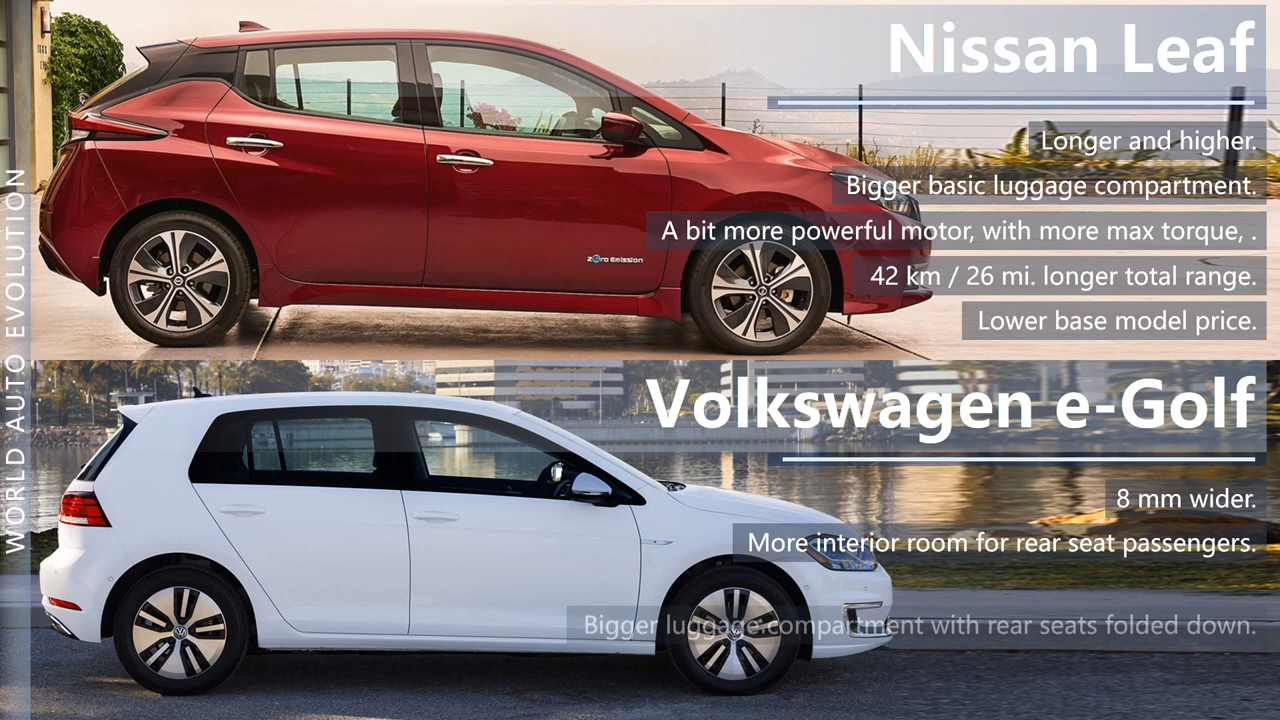 WORLD AUTO EVOLUTION
Nissan Leaf
Longer and higher.
Bigger basic luggage compartment.
A bit more powerful motor, with more max torque, .
42 km / 26 mi. longer total range.
Lower base model price.
Zero Emission
Volkswagen e-Golf
8 mm wider.
More interior room for rear seat passengers.
Bigger luggage compartment with rear seats folded down.